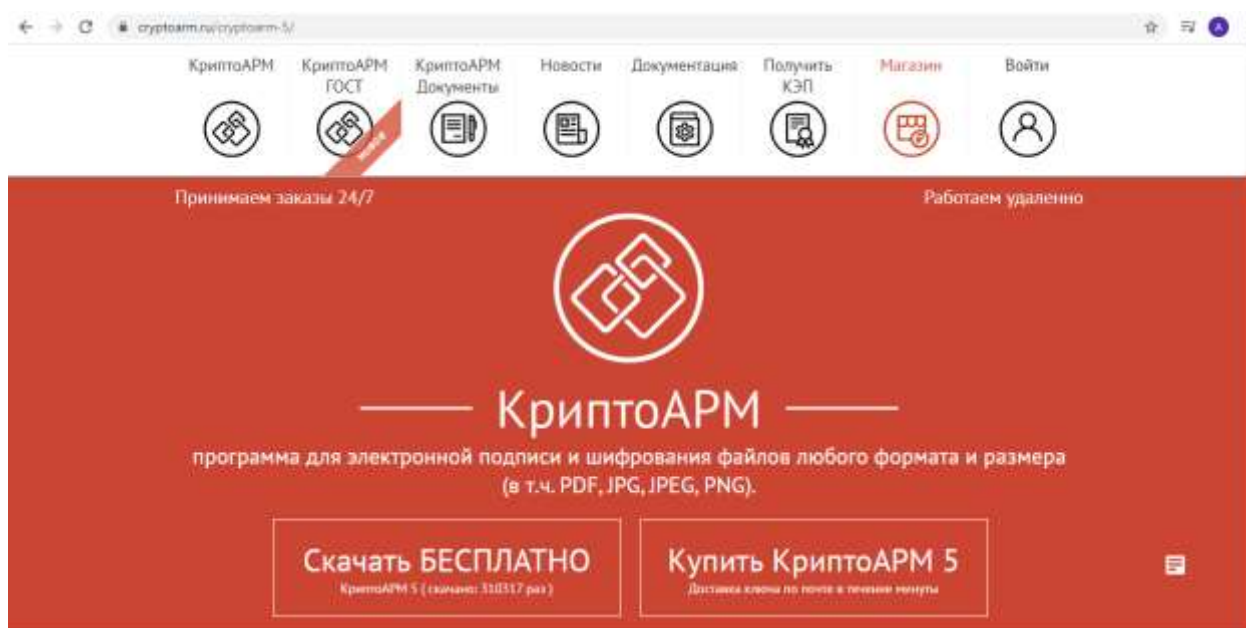 cryptoarm.ru/cryptoarm-5/
A
КриптоАРМ
КриптоАРМ
ГОСТ
КриптоАРМ
Документы
Новости
Документация
Получить
КЭП
Магазин
Войти
Принимаем заказы 24/7
Работаем удаленно
КриптоАРМ
программа для электронной подписи и шифрования файлов любого формата и размера
(в т.ч. PDF, JPG, JPEG, PNG).
Скачать БЕСПЛАТНО
КриптоАРМ 5 ( скачано: 310317 раз )
Купить КриптоАРМ 5
Доставка ключа по почте в течение минуты